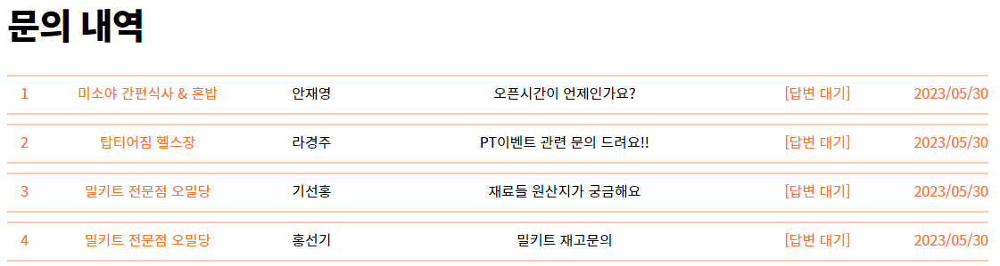 문의 내역
1 미소야 간편식사 & 혼밥 안재영 오픈시간이 언제인가요? [답변 대기] 2023/05/30
2 탑티어짐 헬스장 라경주 PT이벤트 관련 문의 드려요!! [답변 대기] 2023/05/30
3 밀키트 전문점 오밀당 기선홍 재료들 원산지가 궁금해요 [답변 대기] 2023/05/30
4 밀키트 전문점 오밀당 홍선기 밀키트 재고문의 [답변 대기] 2023/05/30